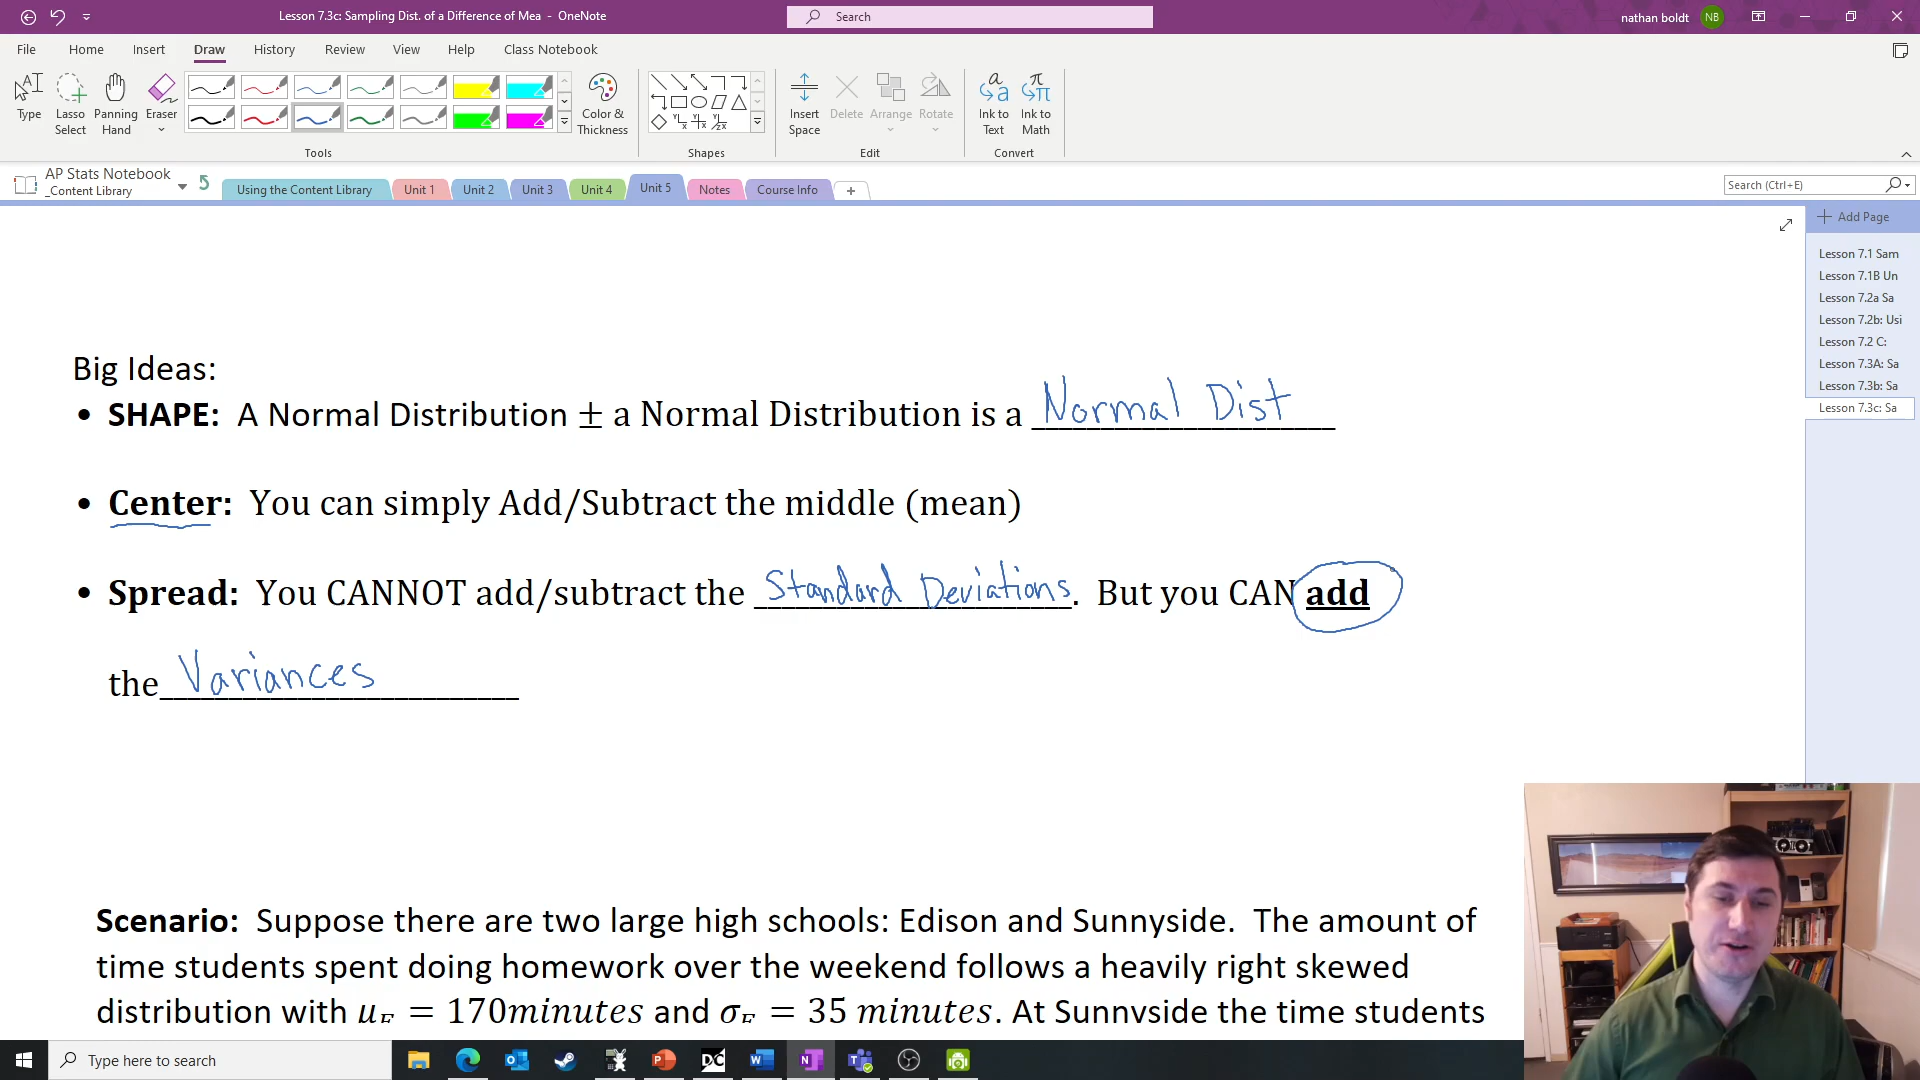 Lesson 7.3c: Sampling Dist. of a Difference of Mea - OneNote
Search
nathan boldt
NB
File Home Insert Draw History Review View Help Class Notebook
Type
Lasso Select
Panning Hand
Eraser
Color & Thickness
Insert Space
Delete
Arrange
Rotate
Ink to Text
Ink to Math
Tools Shapes Edit Convert
AP Stats Notebook
_Content Library
Using the Content Library Unit 1 Unit 2 Unit 3 Unit 4 Unit 5 Notes Course Info
Search (Ctrl+E)
Add Page
Lesson 7.1 Sam
Lesson 7.1B Un
Lesson 7.2a Sa
Lesson 7.2b: Usi
Lesson 7.2 C:
Lesson 7.3A: Sa
Lesson 7.3b: Sa
Lesson 7.3c: Sa
Big Ideas:
• SHAPE: A Normal Distribution ± a Normal Distribution is a Normal Dist
• Center: You can simply Add/Subtract the middle (mean)
• Spread: You CANNOT add/subtract the Standard Deviations. But you CAN add
the Variances
Scenario: Suppose there are two large high schools: Edison and Sunnyside. The amount of
time students spent doing homework over the weekend follows a heavily right skewed
distribution with μE = 170minutes and σE = 35 minutes. At Sunnyside the time students
Type here to search